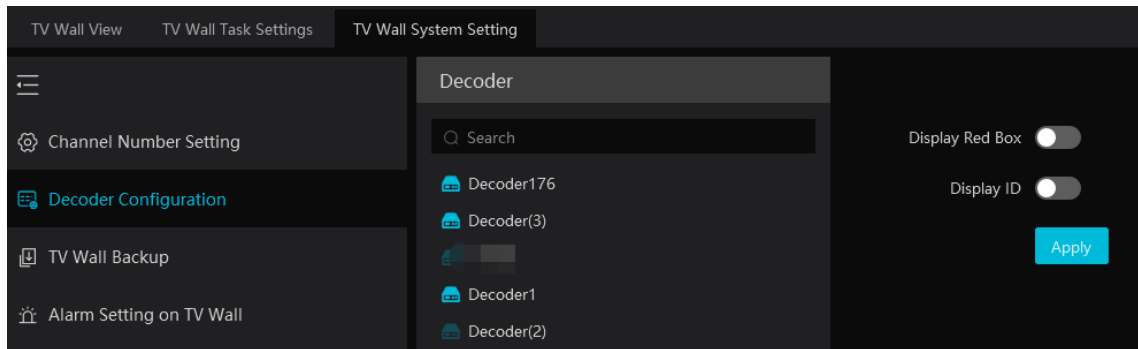 TV Wall View
TV Wall Task Settings
TV Wall System Setting
Channel Number Setting
Decoder Configuration
TV Wall Backup
Alarm Setting on TV Wall
Decoder
Search
Decoder176
Decoder(3)
Decoder1
Decoder(2)
Display Red Box
Display ID
Apply